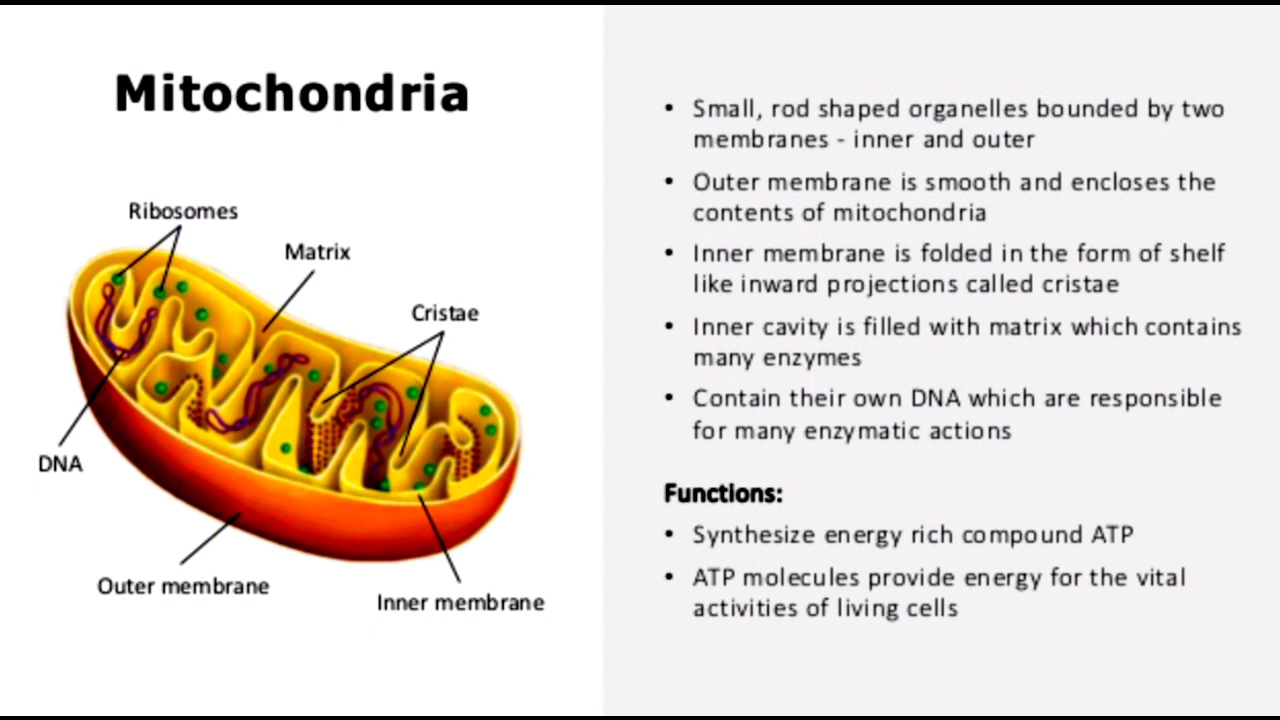 Mitochondria
Ribosomes
Matrix
Cristae
DNA
Outer membrane
Inner membrane
• Small, rod shaped organelles bounded by two
membranes - inner and outer
• Outer membrane is smooth and encloses the
contents of mitochondria
• Inner membrane is folded in the form of shelf
like inward projections called cristae
• Inner cavity is filled with matrix which contains
many enzymes
• Contain their own DNA which are responsible
for many enzymatic actions
Functions:
• Synthesize energy rich compound ATP
• ATP molecules provide energy for the vital
activities of living cells